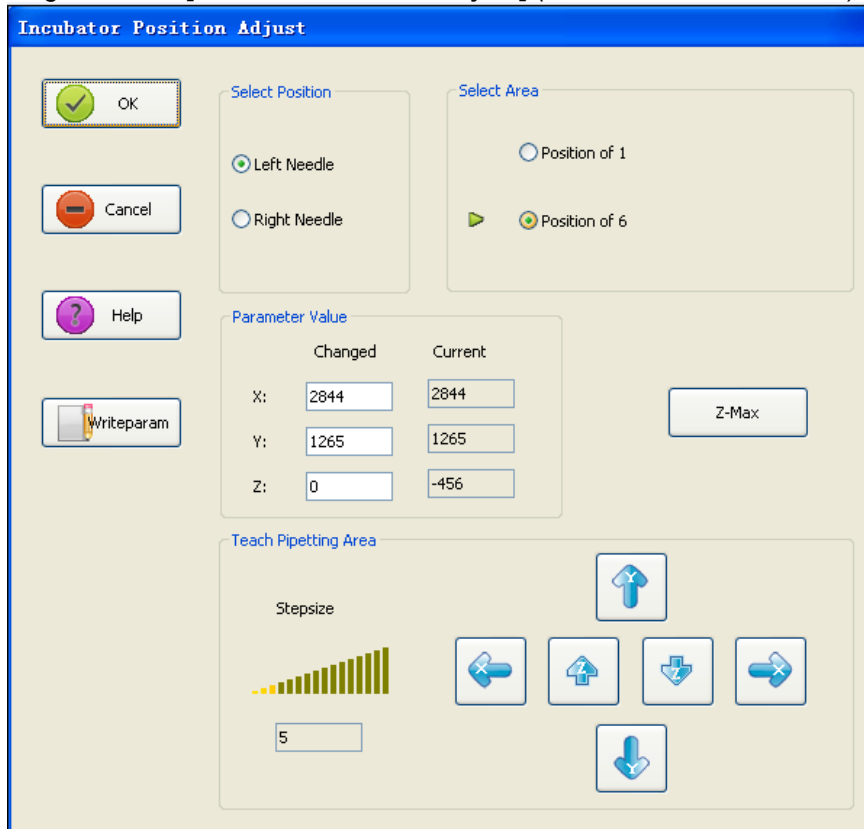 Incubator Position Adjust
OK
Cancel
Help
Writeparam
Select Position
Left Needle
Right Needle
Select Area
Position of 1
Position of 6
Parameter Value
Changed Current
X: 2844 2844
Y: 1265 1265
Z: 0 -456
Z-Max
Teach Pipetting Area
Stepsize
5
Y
X Z Z X
Y